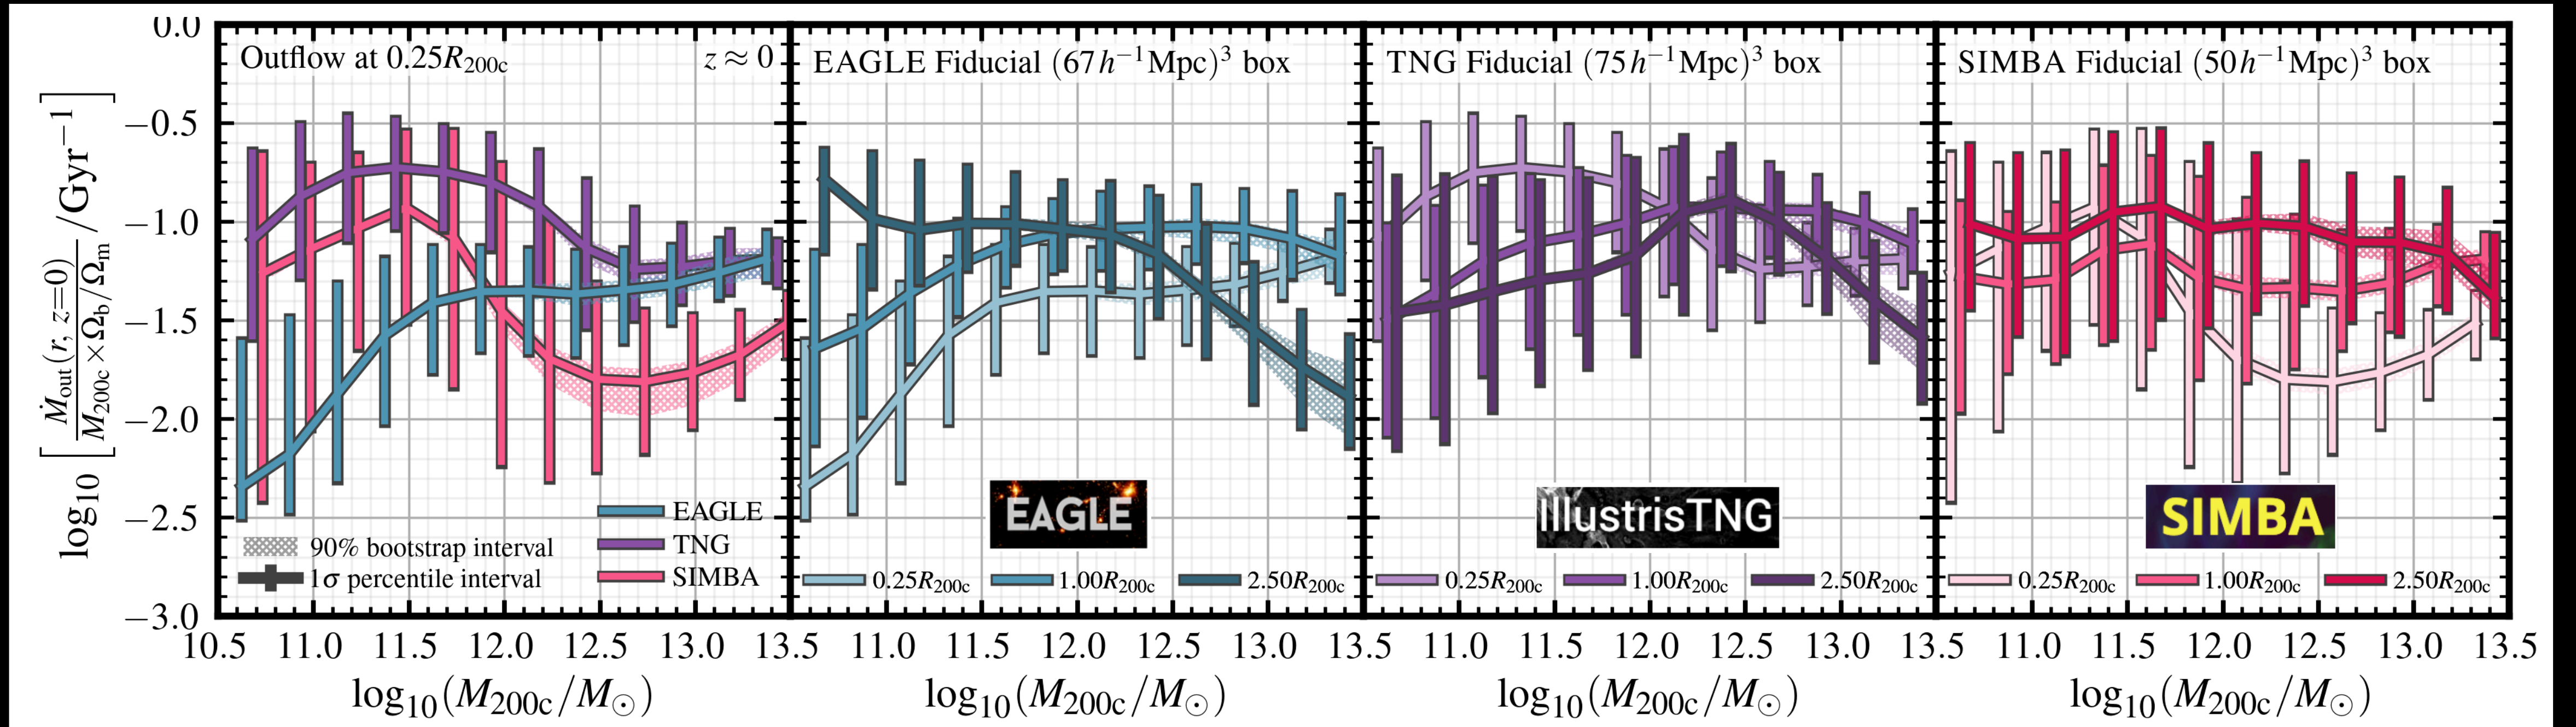 Outflow at 0.25R₂₀₀c z ≈ 0
EAGLE Fiducial (67h⁻¹Mpc)³ box
TNG Fiducial (75h⁻¹Mpc)³ box
SIMBA Fiducial (50h⁻¹Mpc)³ box
log₁₀ [ Ṁout(r, z=0) / M₂₀₀c × Ωb/Ωm /Gyr⁻¹ ]
0.0
−0.5
−1.0
−1.5
−2.0
−2.5
−3.0
EAGLE
TNG
SIMBA
90% bootstrap interval
1σ percentile interval
EAGLE
0.25R₂₀₀c 1.00R₂₀₀c 2.50R₂₀₀c
IllustrisTNG
0.25R₂₀₀c 1.00R₂₀₀c 2.50R₂₀₀c
SIMBA
0.25R₂₀₀c 1.00R₂₀₀c 2.50R₂₀₀c
10.5 11.0 11.5 12.0 12.5 13.0 13.5 11.0 11.5 12.0 12.5 13.0 13.5 11.0 11.5 12.0 12.5 13.0 13.5 11.0 11.5 12.0 12.5 13.0 13.5
log₁₀(M₂₀₀c/M☉) log₁₀(M₂₀₀c/M☉) log₁₀(M₂₀₀c/M☉) log₁₀(M₂₀₀c/M☉)